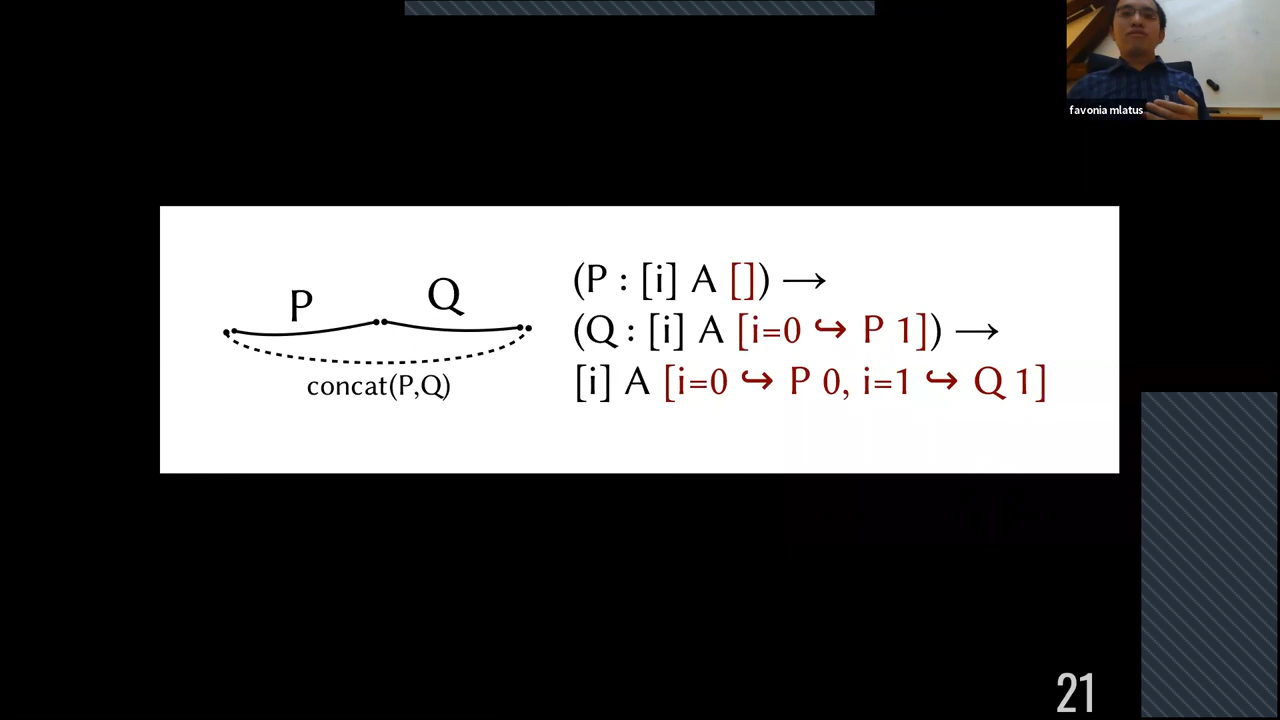 favonia mlatus
P
Q
concat(P,Q)
(P : [i] A []) →
(Q : [i] A [i=0 ↪ P 1]) →
[i] A [i=0 ↪ P 0, i=1 ↪ Q 1]
21